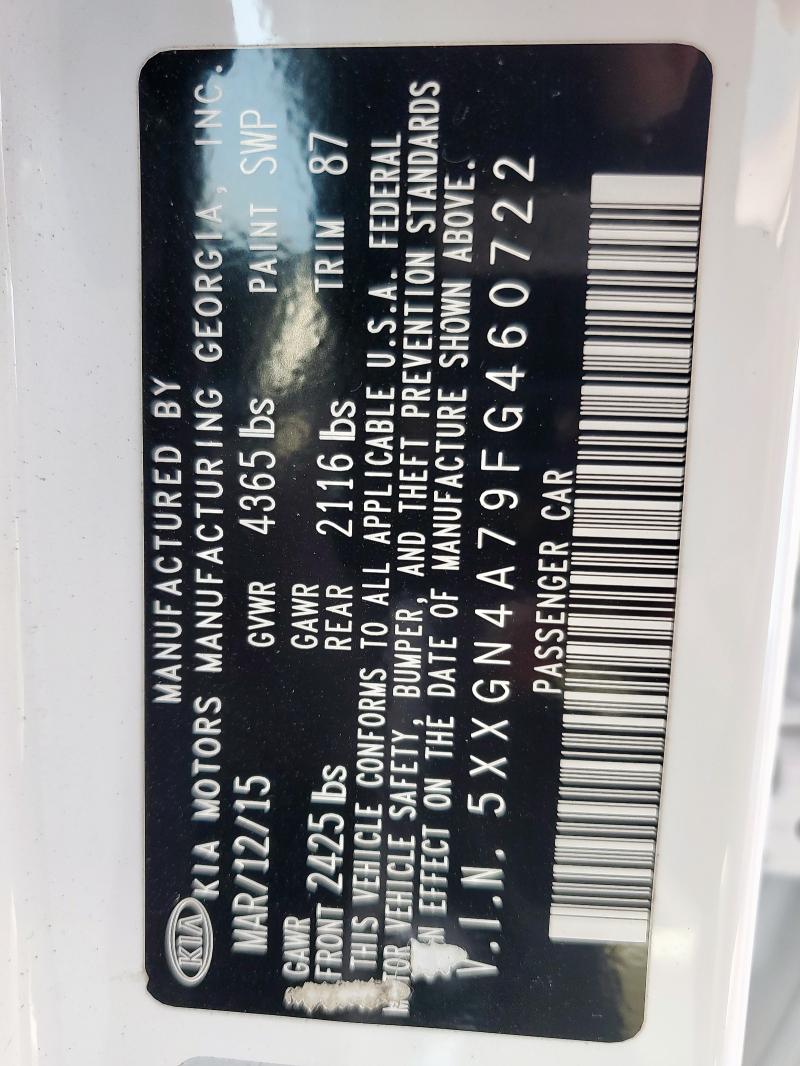 MANUFACTURED BY
KIA KIA MOTORS MANUFACTURING GEORGIA, INC.
MAR/12/15 GVWR 4365 lbs PAINT SWP
GAWR FRONT 2425 lbs GAWR REAR 2116 lbs TRIM 87
THIS VEHICLE CONFORMS TO ALL APPLICABLE U.S.A. FEDERAL
MOTOR VEHICLE SAFETY, BUMPER, AND THEFT PREVENTION STANDARDS
N EFFECT ON THE DATE OF MANUFACTURE SHOWN ABOVE.
V.I.N. 5XXGN4A79FG460722
PASSENGER CAR